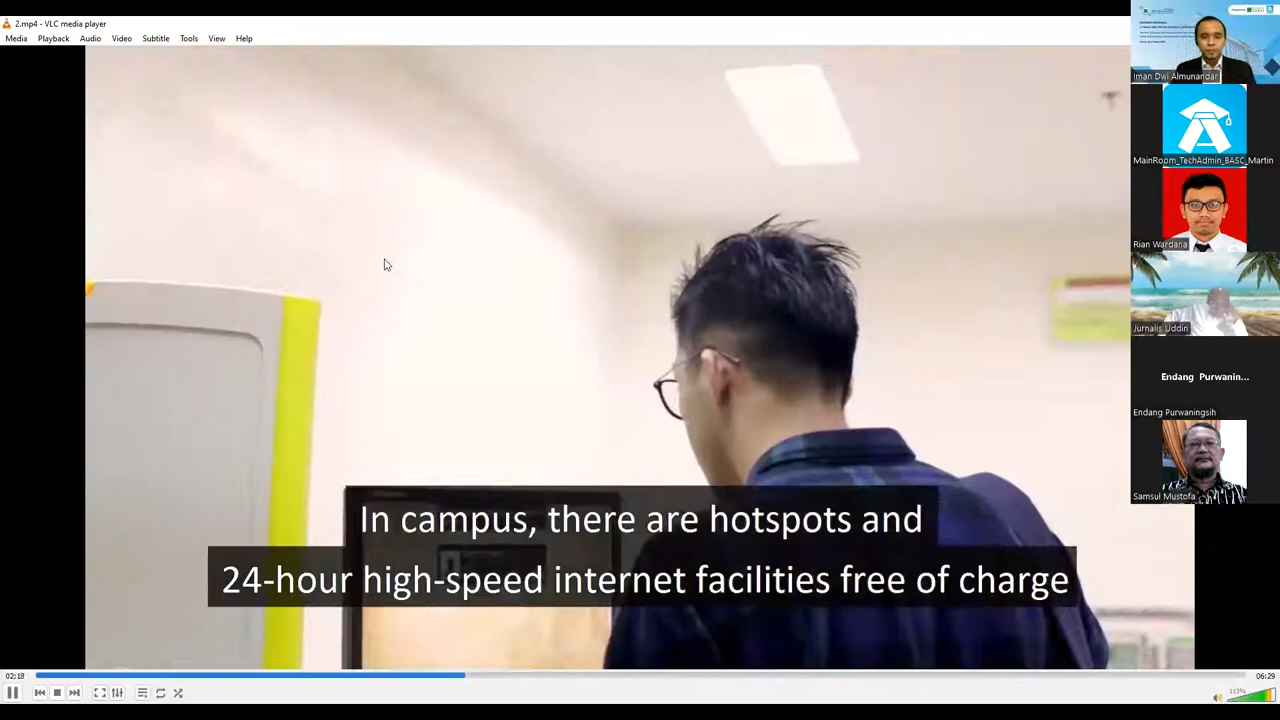 2.mp4 - VLC media player
Media Playback Audio Video Subtitle Tools View Help
Iman Dwi Almunandar
MainRoom_TechAdmin_BASC_Martin
Rian Wardana
Jurnalis Uddin
Endang Purwanin...
Endang Purwaningsih
Samsul Mustofa
In campus, there are hotspots and
24-hour high-speed internet facilities free of charge
02:18
06:29
113%